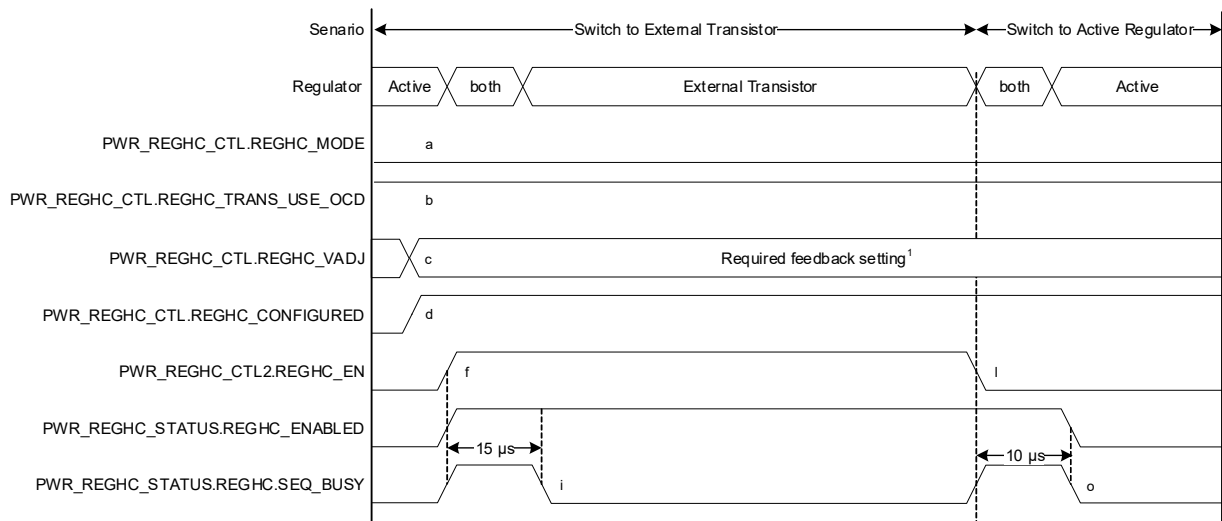 Senario Switch to External Transistor Switch to Active Regulator
Regulator Active both External Transistor both Active
PWR_REGHC_CTL.REGHC_MODE a
PWR_REGHC_CTL.REGHC_TRANS_USE_OCD b
PWR_REGHC_CTL.REGHC_VADJ c Required feedback setting¹
PWR_REGHC_CTL.REGHC_CONFIGURED d
PWR_REGHC_CTL2.REGHC_EN f l
PWR_REGHC_STATUS.REGHC_ENABLED
15 µs 10 µs
PWR_REGHC_STATUS.REGHC.SEQ_BUSY i o